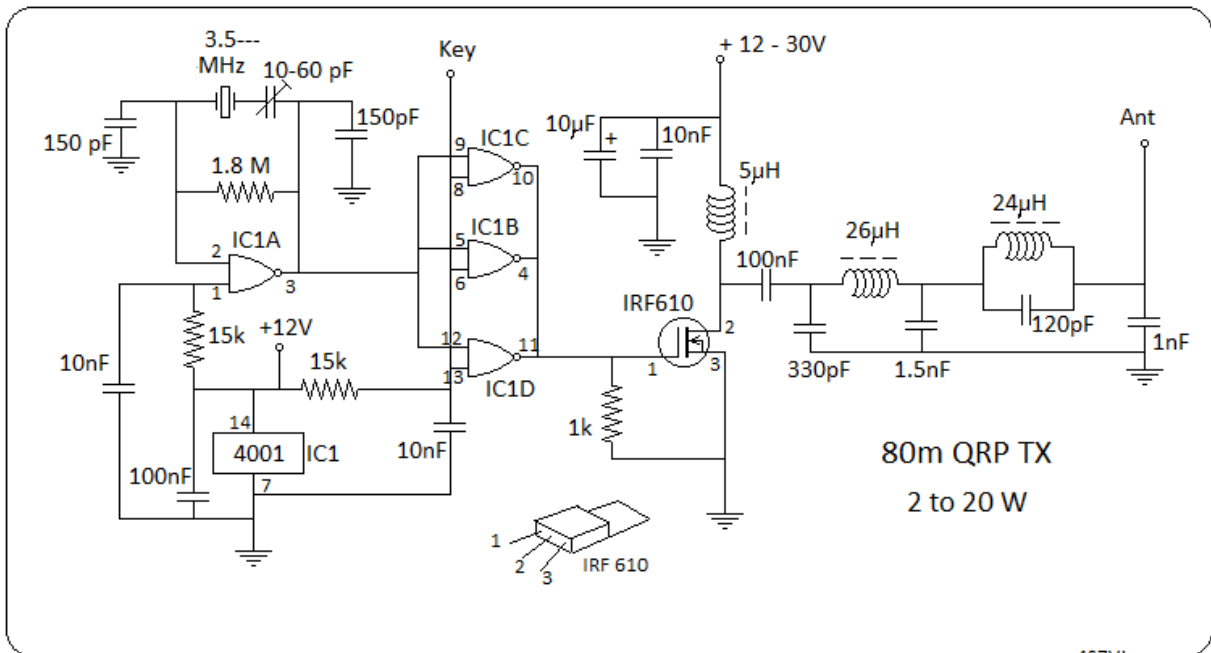 3.5---
MHz
10-60 pF
Key
+ 12 - 30V
150 pF
150pF
1.8 M
9
IC1C
8
10
10µF
+
10nF
5µH
Ant
24µH
26µH
IC1A
2
1
3
5
IC1B
6
4
100nF
120pF
1nF
15k
+12V
15k
12
11
13
IC1D
IRF610
2
1
3
330pF
1.5nF
10nF
14
4001
IC1
7
100nF
10nF
1k
80m QRP TX
2 to 20 W
1
2
3
IRF 610